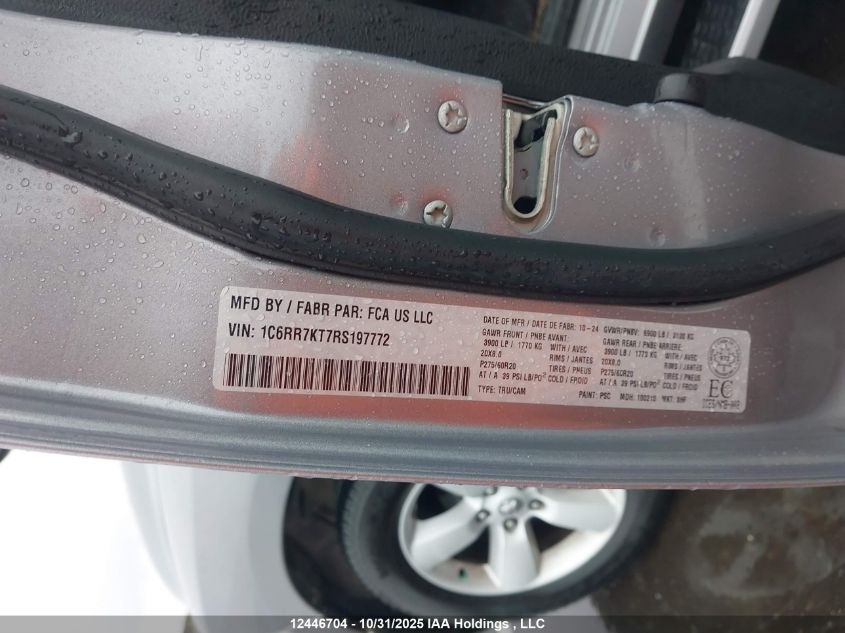 MFD BY / FABR PAR: FCA US LLC
VIN: 1C6RR7KT7RS197772
DATE OF MFR / DATE DE FABR: 10-24 GVWR/PNBV: 6900 LB / 3130 KG
GAWR FRONT / PNBE AVANT: GAWR REAR / PNBE ARRIERE:
3900 LB / 1770 KG WITH / AVEC 3900 LB / 1770 KG WITH / AVEC
20X8.0 RIMS / JANTES 20X8.0 RIMS / JANTES
P275/60R20 TIRES / PNEUS P275/60R20 TIRES / PNEUS
AT / A 39 PSI LB/PO² COLD / FROID AT / A 39 PSI LB/PO² COLD / FROID
TYPE: TRU/CAM PAINT: PSC MDH: 100210
EC
12446704 - 10/31/2025 IAA Holdings , LLC